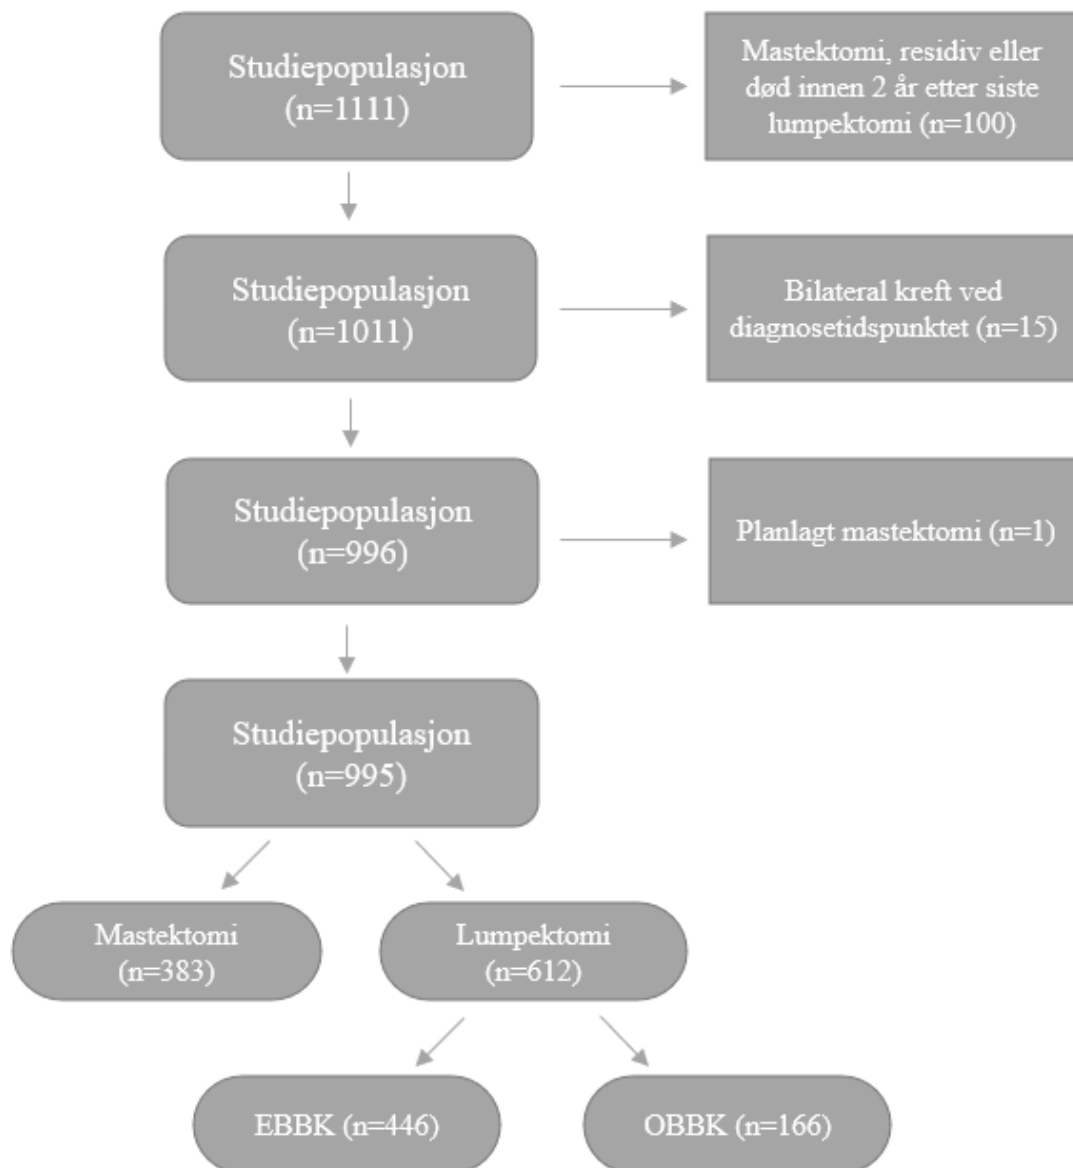 Studiepopulasjon
(n=1111)
Mastektomi, residiv eller
død innen 2 år etter siste
lumpektomi (n=100)
Studiepopulasjon
(n=1011)
Bilateral kreft ved
diagnosetidspunktet (n=15)
Studiepopulasjon
(n=996)
Planlagt mastektomi (n=1)
Studiepopulasjon
(n=995)
Mastektomi
(n=383)
Lumpektomi
(n=612)
EBBK (n=446)
OBBK (n=166)